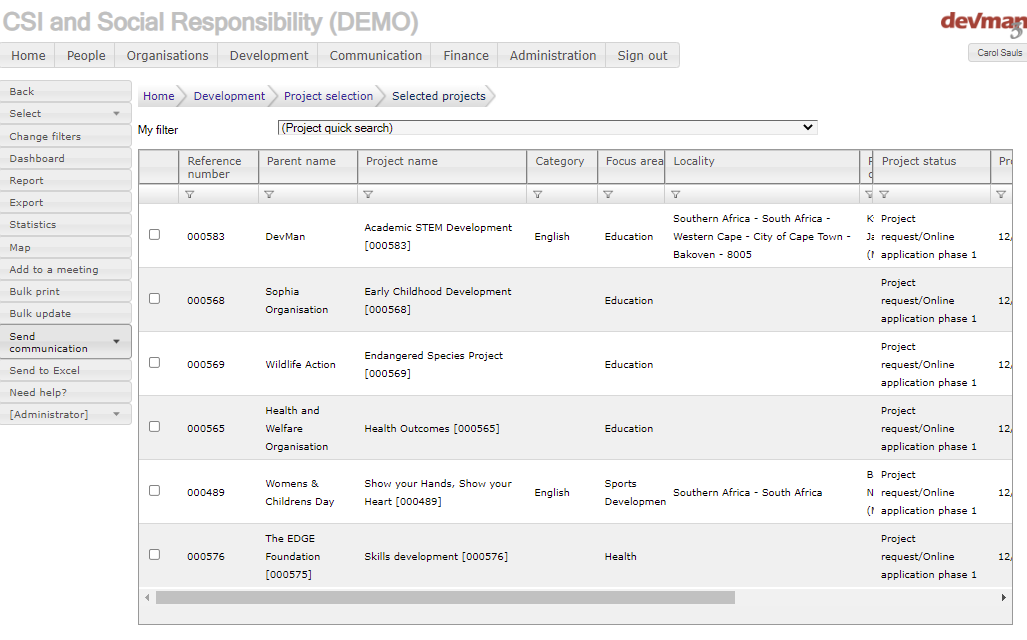 CSI and Social Responsibility (DEMO)
devman
3
Home People Organisations Development Communication Finance Administration Sign out
Carol Sauls
Back
Select
Change filters
Dashboard
Report
Export
Statistics
Map
Add to a meeting
Bulk print
Bulk update
Send
communication
Send to Excel
Need help?
[Administrator]
Home Development Project selection Selected projects
My filter
(Project quick search)
Reference
number
Parent name
Project name
Category
Focus area
Locality
Project status
000583
DevMan
Academic STEM Development
[000583]
English
Education
Southern Africa - South Africa -
Western Cape - City of Cape Town -
Bakoven - 8005
K
Project
request/Online
application phase 1
12/
000568
Sophia
Organisation
Early Childhood Development
[000568]
Education
Project
request/Online
application phase 1
12/
000569
Wildlife Action
Endangered Species Project
[000569]
Education
Project
request/Online
application phase 1
12/
000565
Health and
Welfare
Organisation
Health Outcomes [000565]
Education
Project
request/Online
application phase 1
12/
000489
Womens &
Childrens Day
Show your Hands, Show your
Heart [000489]
English
Sports
Developmen
Southern Africa - South Africa
B
N
Project
request/Online
application phase 1
12/
000576
The EDGE
Foundation
[000575]
Skills development [000576]
Health
Project
request/Online
application phase 1
12/